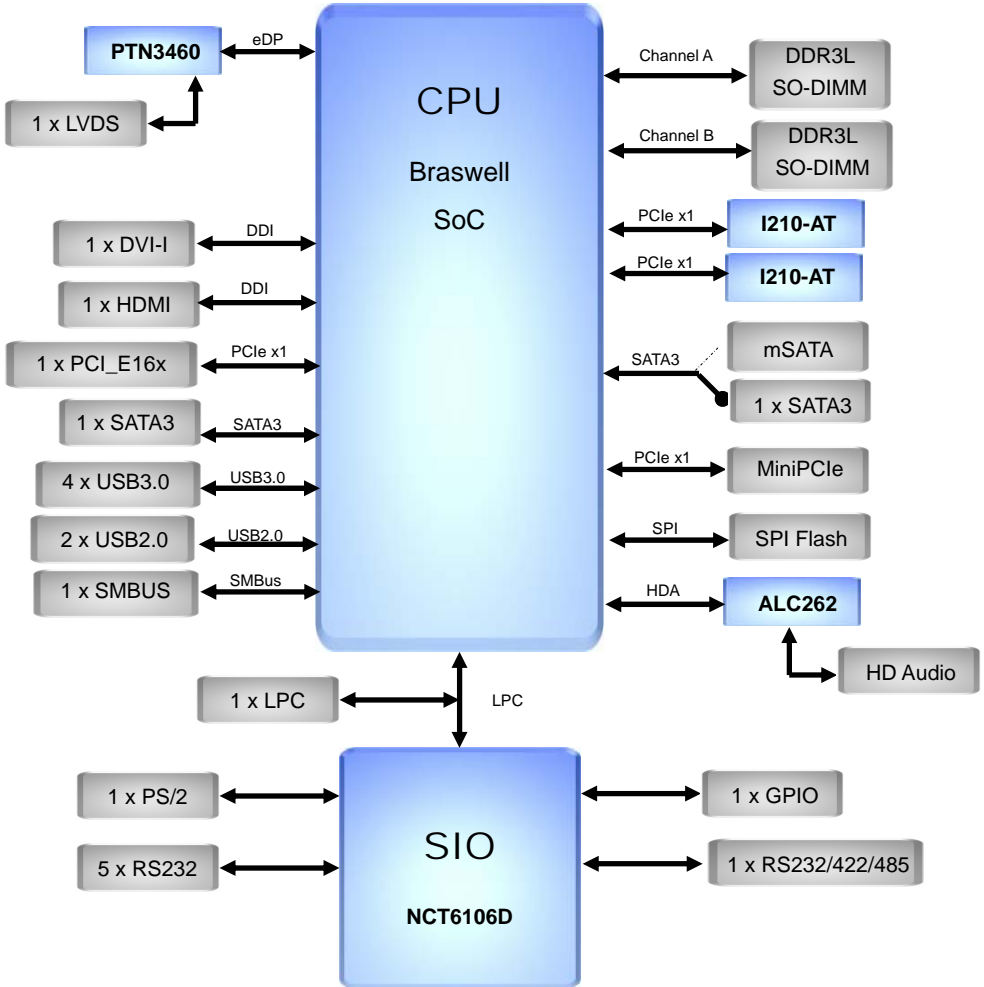 PTN3460
eDP
1 x LVDS
CPU
Braswell
SoC
Channel A
DDR3L
SO-DIMM
Channel B
DDR3L
SO-DIMM
PCIe x1
I210-AT
PCIe x1
I210-AT
1 x DVI-I
DDI
1 x HDMI
DDI
1 x PCI_E16x
PCIe x1
1 x SATA3
SATA3
4 x USB3.0
USB3.0
2 x USB2.0
USB2.0
1 x SMBUS
SMBus
SATA3
mSATA
1 x SATA3
PCIe x1
MiniPCIe
SPI
SPI Flash
HDA
ALC262
HD Audio
1 x LPC
LPC
1 x PS/2
5 x RS232
SIO
NCT6106D
1 x GPIO
1 x RS232/422/485